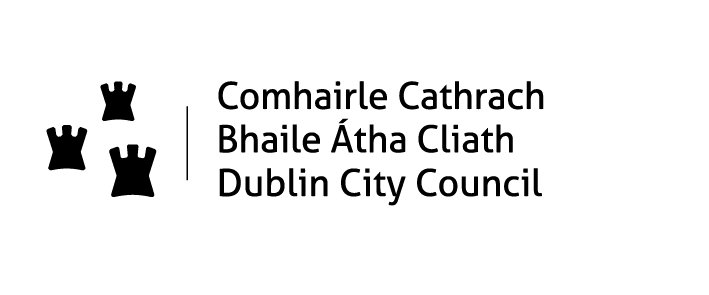 Comhairle Cathrach
Bhaile Átha Cliath
Dublin City Council